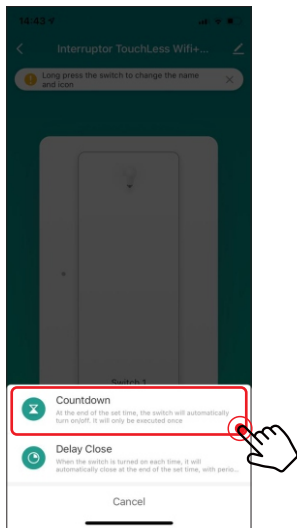 14:43
Interruptor TouchLess Wifi+...
Long press the switch to change the name
and icon
Switch 1
Countdown
At the end of the set time, the switch will automatically
turn on/off. It will only be executed once
Delay Close
When the switch is turned on each time, it will
automatically close at the end of the set time, with perio...
Cancel